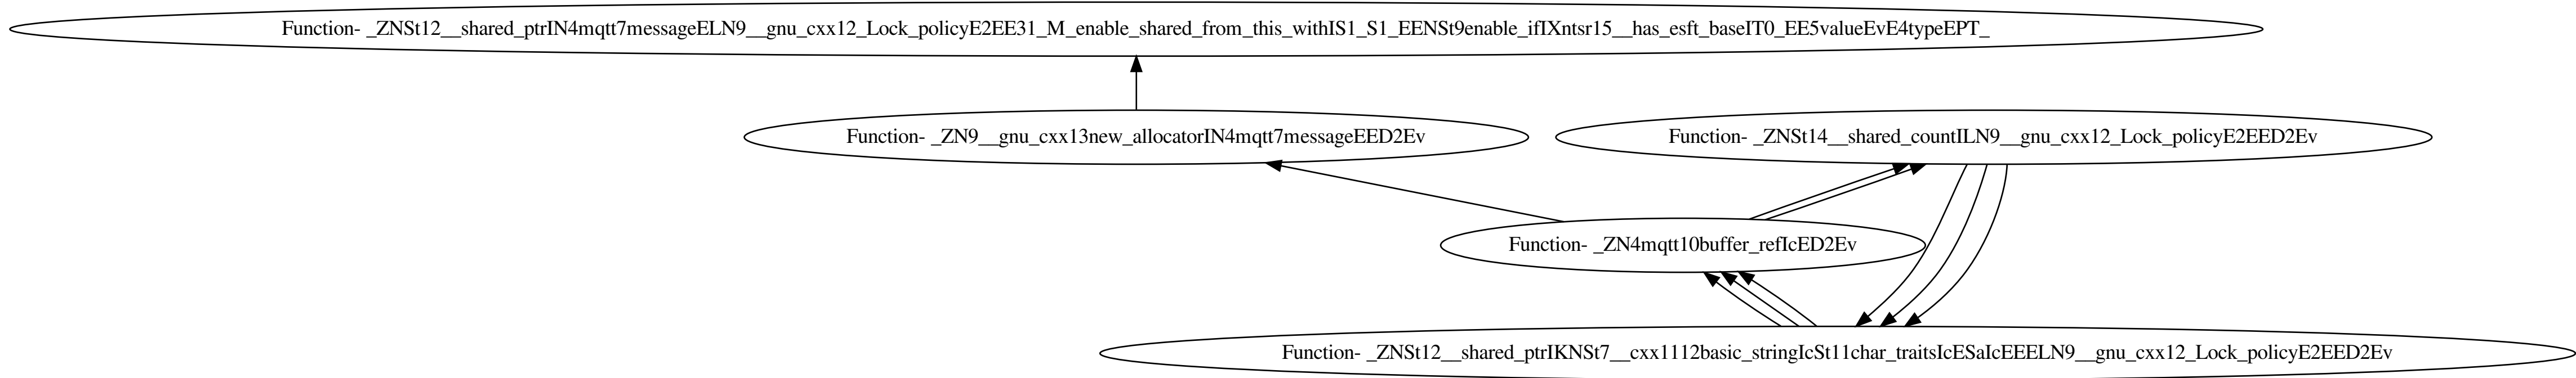 Function- _ZNSt12__shared_ptrIN4mqtt7messageELN9__gnu_cxx12_Lock_policyE2EE31_M_enable_shared_from_this_withIS1_S1_EENSt9enable_ifIXntsr15__has_esft_baseIT0_EE5valueEvE4typeEPT_
Function- _ZN9__gnu_cxx13new_allocatorIN4mqtt7messageEED2Ev
Function- _ZNSt14__shared_countILN9__gnu_cxx12_Lock_policyE2EED2Ev
Function- _ZN4mqtt10buffer_refIcED2Ev
Function- _ZNSt12__shared_ptrIKNSt7__cxx1112basic_stringIcSt11char_traitsIcESaIcEEELN9__gnu_cxx12_Lock_policyE2EED2Ev